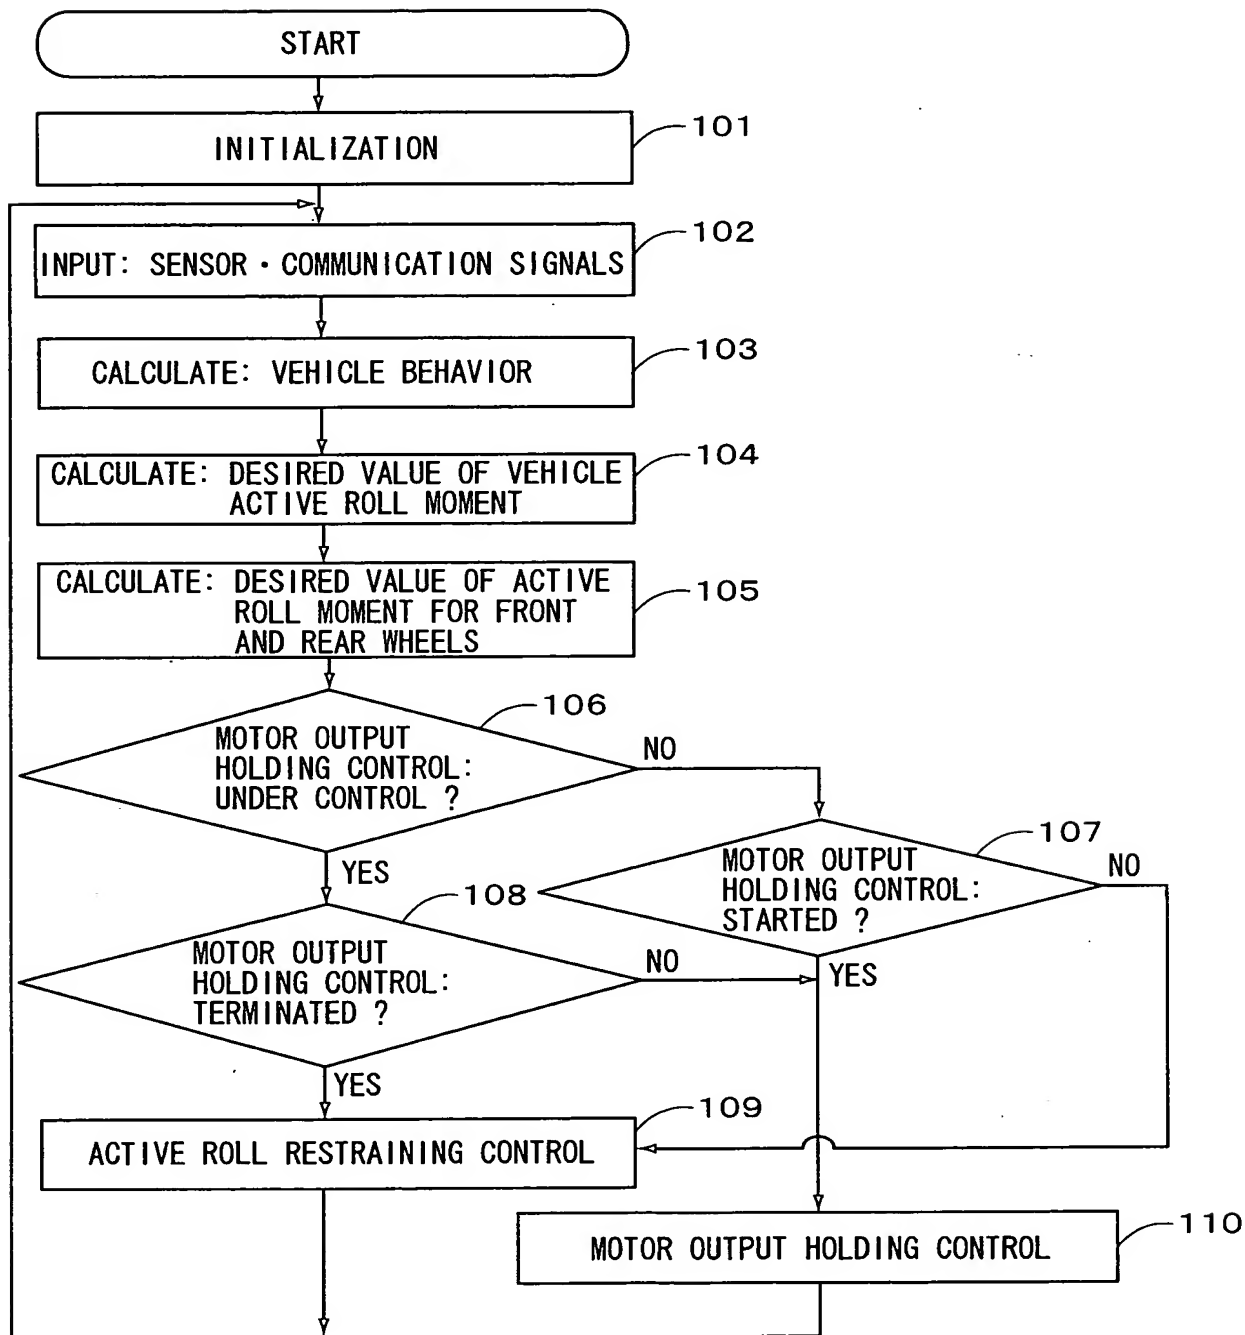 START
INITIALIZATION
101
INPUT: SENSOR・COMMUNICATION SIGNALS
102
CALCULATE: VEHICLE BEHAVIOR
103
CALCULATE: DESIRED VALUE OF VEHICLE
ACTIVE ROLL MOMENT
104
CALCULATE: DESIRED VALUE OF ACTIVE
ROLL MOMENT FOR FRONT
AND REAR WHEELS
105
MOTOR OUTPUT
HOLDING CONTROL:
UNDER CONTROL ?
106
NO
YES
MOTOR OUTPUT
HOLDING CONTROL:
STARTED ?
107
NO
YES
MOTOR OUTPUT
HOLDING CONTROL:
TERMINATED ?
108
NO
YES
ACTIVE ROLL RESTRAINING CONTROL
109
MOTOR OUTPUT HOLDING CONTROL
110